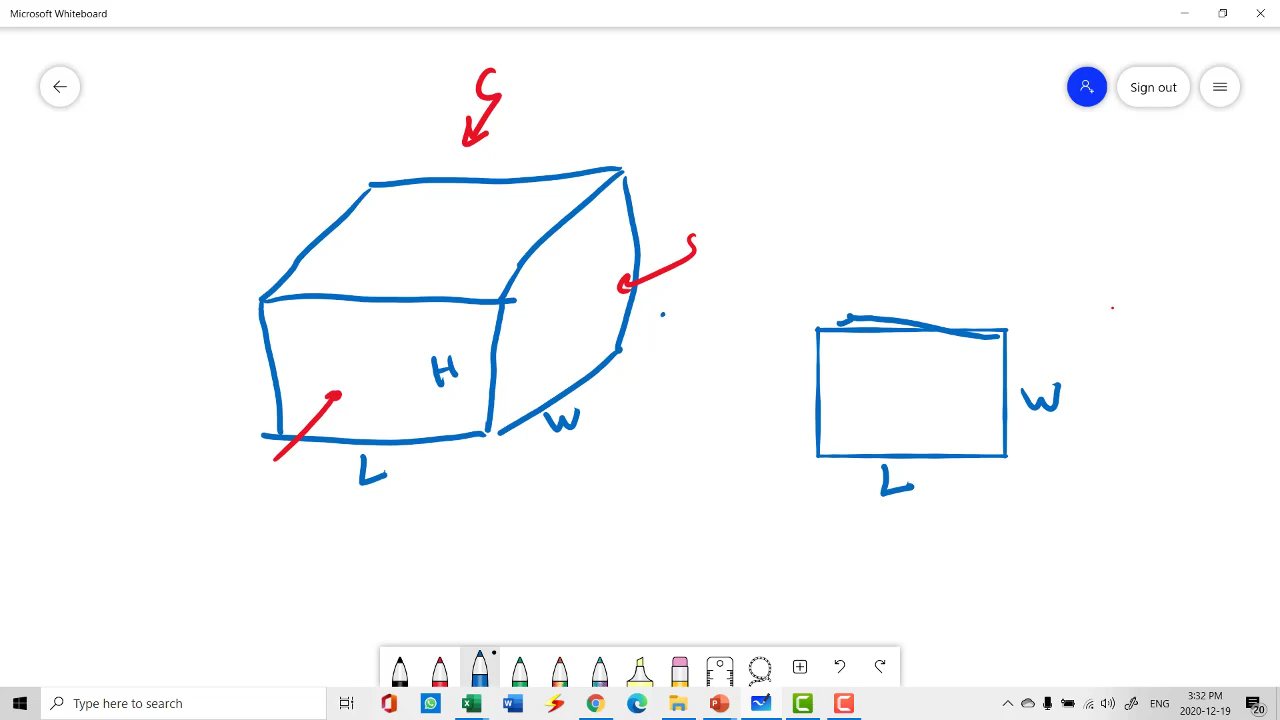 Microsoft Whiteboard
Sign out
H
W
L
W
L
Type here to search
ENG
3:32 PM
2020-12-19
20